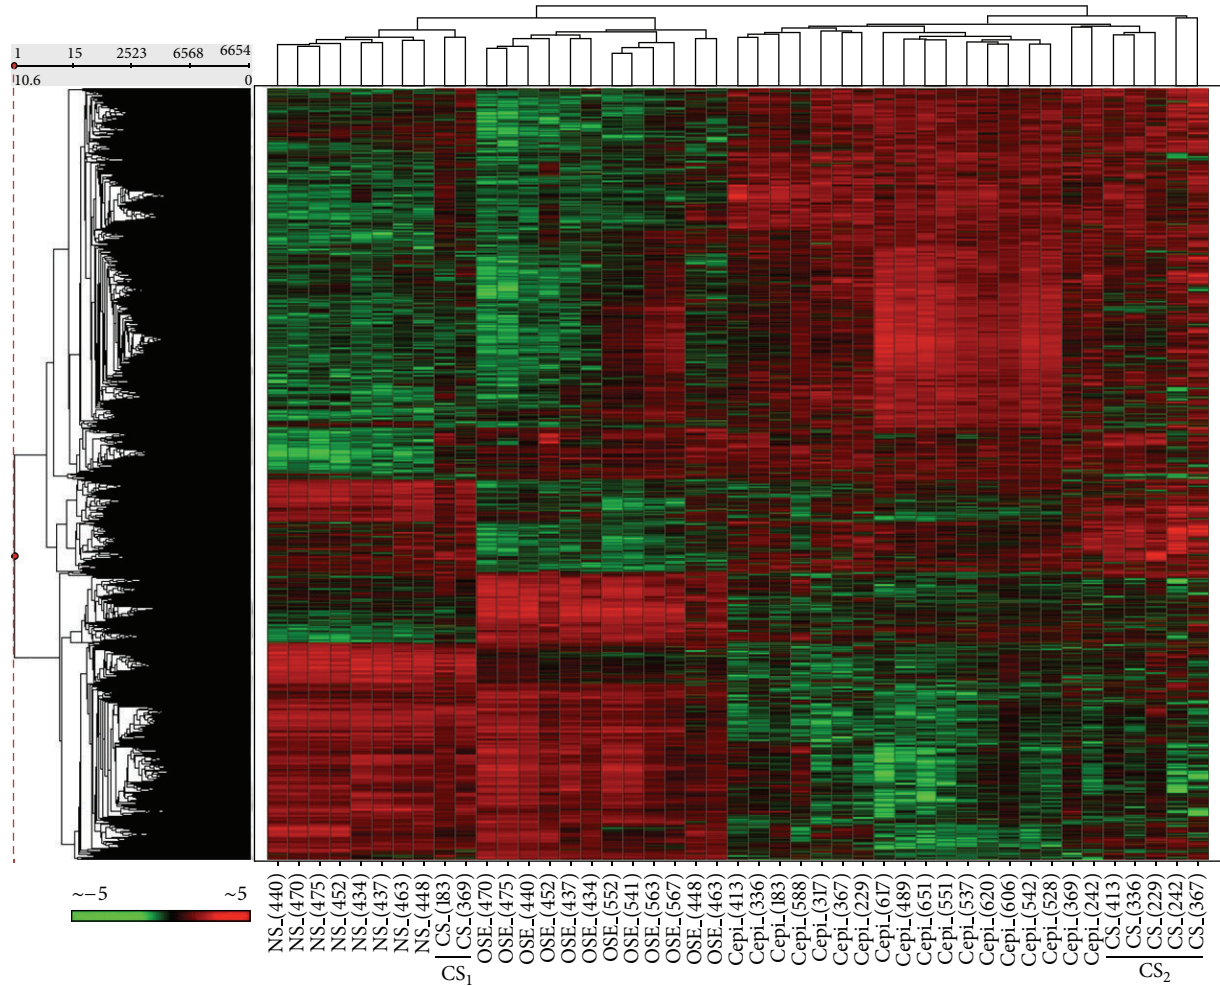 1 15 2523 6568 6654
10.6 0
~−5 ~5
NS_(440)
NS_(470)
NS_(475)
NS_(452)
NS_(434)
NS_(437)
NS_(463)
NS_(448)
CS_(183)
CS_(369)
OSE_(470)
OSE_(475)
OSE_(440)
OSE_(452)
OSE_(437)
OSE_(434)
OSE_(552)
OSE_(541)
OSE_(563)
OSE_(567)
OSE_(448)
OSE_(463)
Cepi_(413)
Cepi_(336)
Cepi_(183)
Cepi_(588)
Cepi_(317)
Cepi_(367)
Cepi_(229)
Cepi_(617)
Cepi_(489)
Cepi_(651)
Cepi_(551)
Cepi_(537)
Cepi_(620)
Cepi_(606)
Cepi_(542)
Cepi_(528)
Cepi_(369)
Cepi_(242)
CS_(413)
CS_(336)
CS_(229)
CS_(242)
CS_(367)
CS₁ CS₂